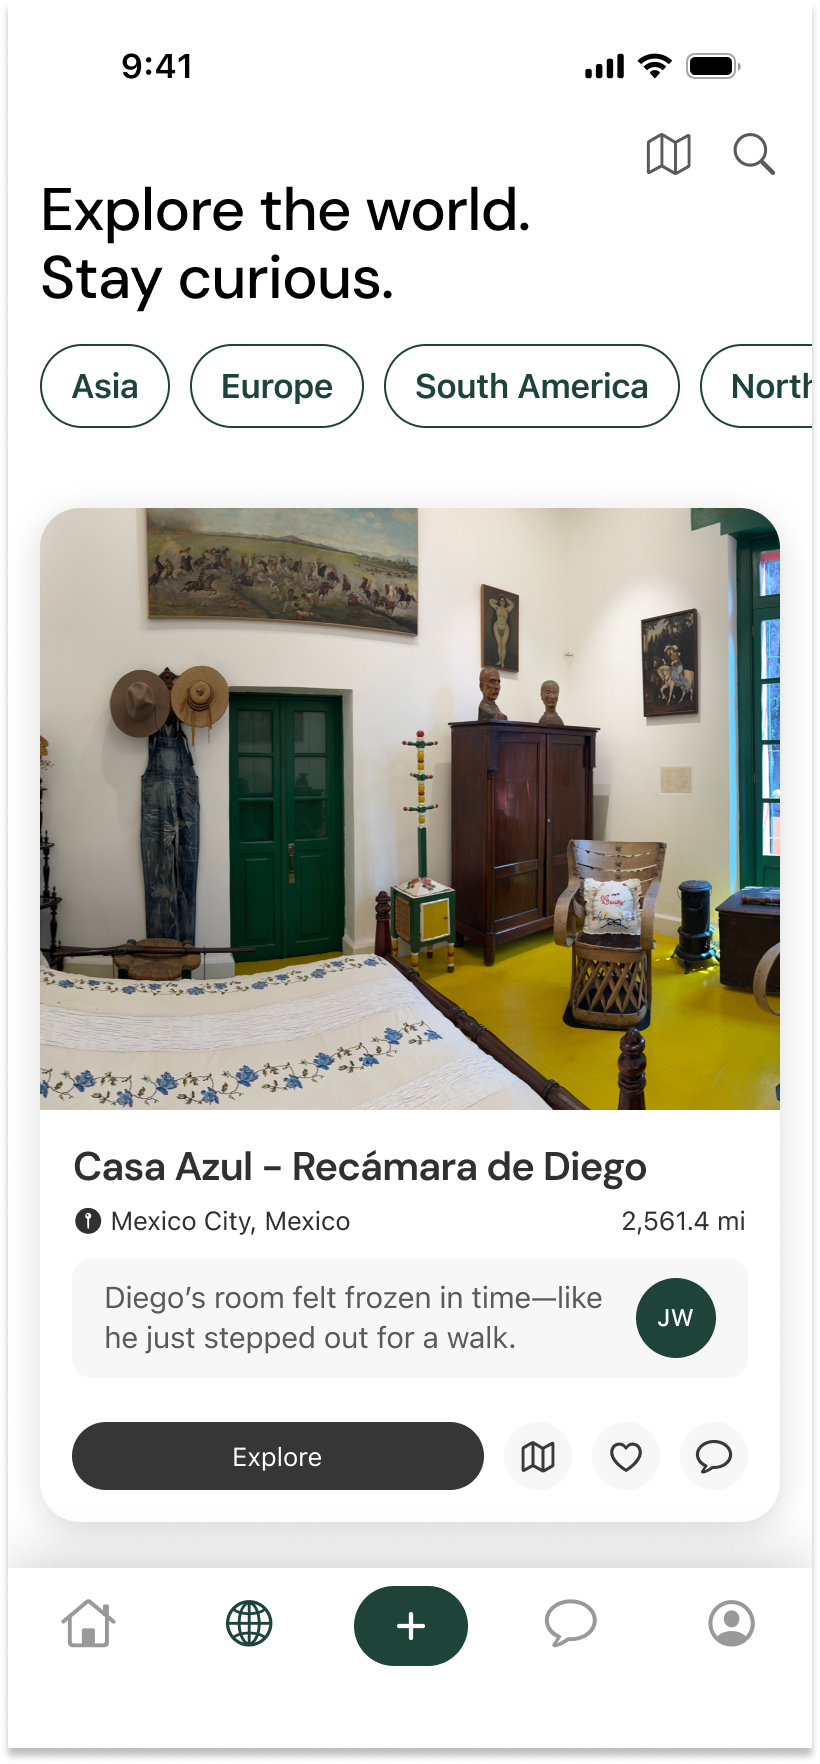 9:41
Explore the world.
Stay curious.
Asia
Europe
South America
North
Casa Azul - Recámara de Diego
Mexico City, Mexico
2,561.4 mi
Diego's room felt frozen in time—like
he just stepped out for a walk.
JW
Explore